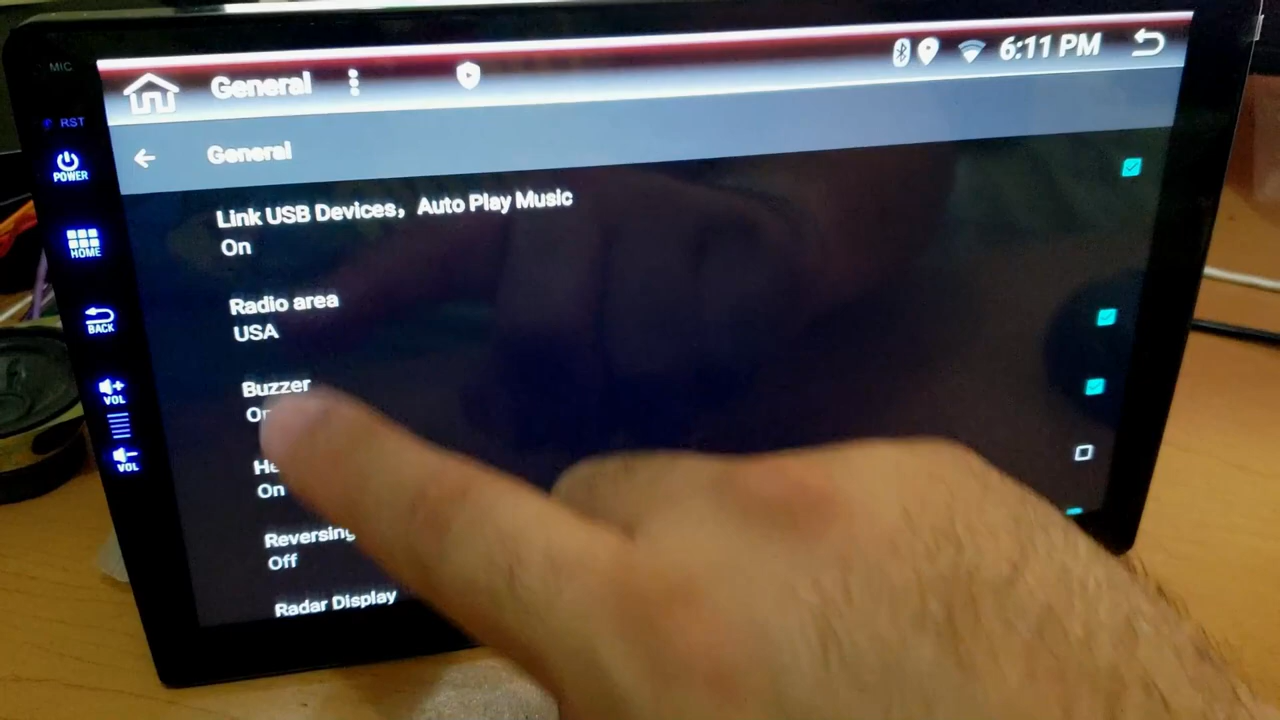 MIC
General
6:11 PM
RST
General
POWER
Link USB Devices，Auto Play Music
On
HOME
Radio area
USA
BACK
Buzzer
VOL
On
VOL
Reversing
Off
Radar Display